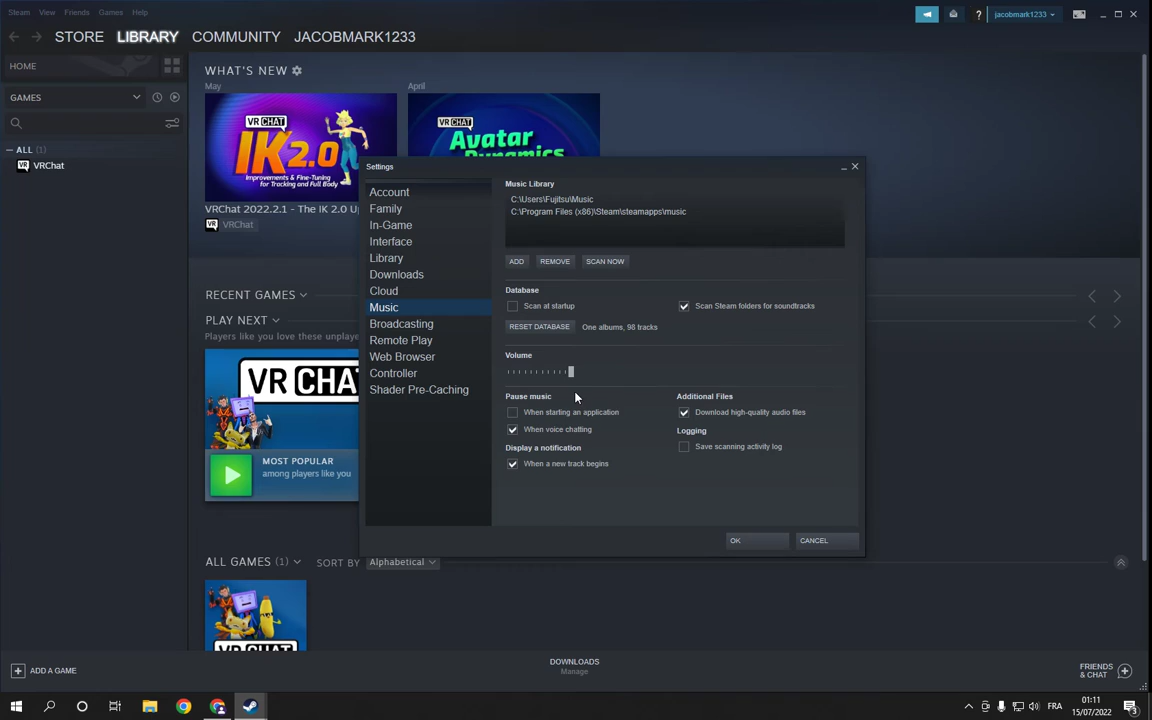 Steam View Friends Games Help
jacobmark1233
STORE LIBRARY COMMUNITY JACOBMARK1233
HOME
GAMES
ALL (1)
VRChat
WHAT'S NEW
May
April
VRCHAT
IK 2.0
Improvements & Fine-Tuning
for Tracking and Full Body
VRCHAT
Avatar
Dynamics
VRChat 2022.2.1 - The IK 2.0 U
VRChat
RECENT GAMES
PLAY NEXT
Players like you love these unplaye
VRCHA
MOST POPULAR
among players like you
ALL GAMES (1) SORT BY Alphabetical
VRCHAT
Settings
Account
Family
In-Game
Interface
Library
Downloads
Cloud
Music
Broadcasting
Remote Play
Web Browser
Controller
Shader Pre-Caching
Music Library
C:\Users\Fujitsu\Music
C:\Program Files (x86)\Steam\steamapps\music
ADD REMOVE SCAN NOW
Database
Scan at startup Scan Steam folders for soundtracks
RESET DATABASE One albums, 98 tracks
Volume
Pause music Additional Files
When starting an application Download high-quality audio files
When voice chatting Logging
Save scanning activity log
Display a notification
When a new track begins
OK CANCEL
ADD A GAME
DOWNLOADS
Manage
FRIENDS
& CHAT
FRA
01:11
15/07/2022
3